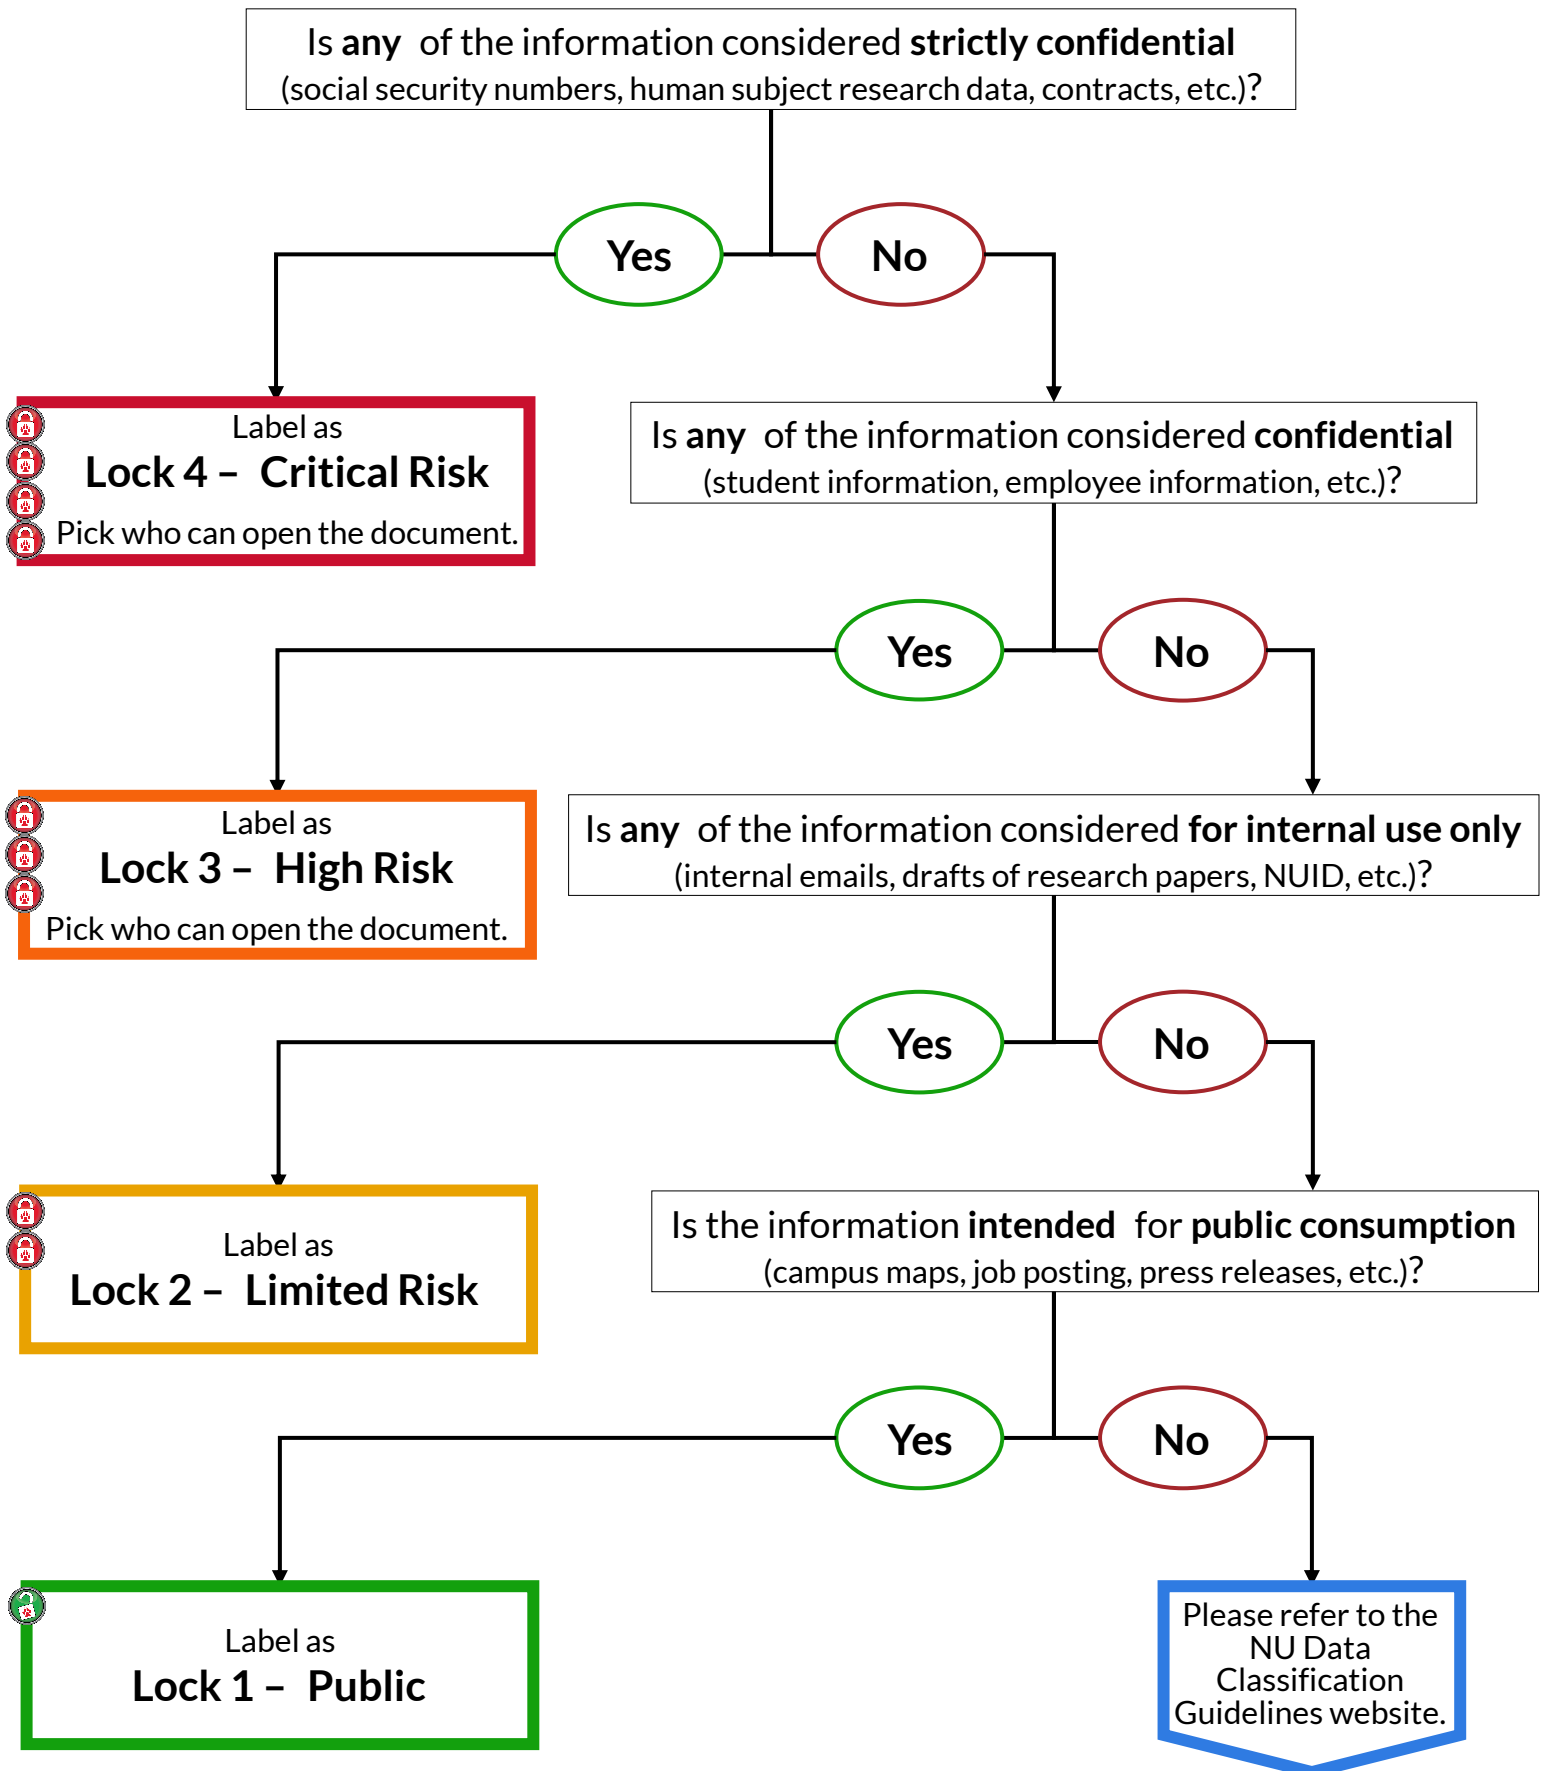 Is any of the information considered strictly confidential
(social security numbers, human subject research data, contracts, etc.)?
Yes
No
Label as
Lock 4 – Critical Risk
Pick who can open the document.
Is any of the information considered confidential
(student information, employee information, etc.)?
Yes
No
Label as
Lock 3 – High Risk
Pick who can open the document.
Is any of the information considered for internal use only
(internal emails, drafts of research papers, NUID, etc.)?
Yes
No
Label as
Lock 2 – Limited Risk
Is the information intended for public consumption
(campus maps, job posting, press releases, etc.)?
Yes
No
Label as
Lock 1 – Public
Please refer to the
NU Data
Classification
Guidelines website.